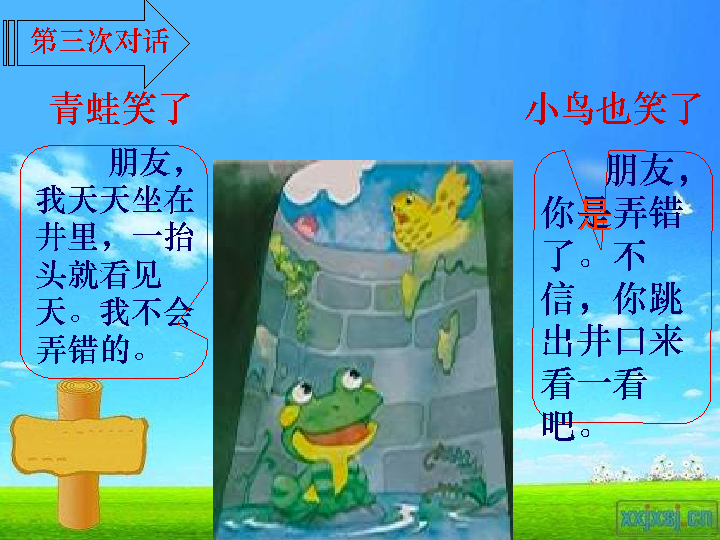 第三次对话
青蛙笑了
朋友，
我天天坐在
井里，一抬
头就看见
天。我不会
弄错的。
小鸟也笑了
朋友，
你是弄错
了。不
信，你跳
出井口来
看一看
吧。
xxjxsj.cn